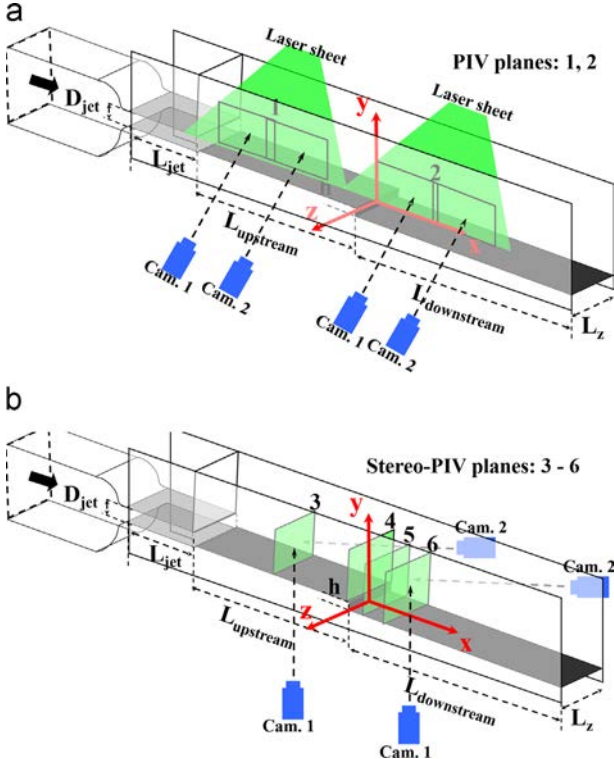 a
Laser sheet
PIV planes: 1, 2
Laser sheet
y
D_jet
1
L_jet
2
z
x
L_upstream
Cam. 1
Cam. 2
L_downstream
Cam. 1
Cam. 2
L_z
b
Stereo-PIV planes: 3 - 6
D_jet
y
3
4
5
6
Cam. 2
Cam. 2
L_jet
h
z
x
L_upstream
L_downstream
Cam. 1
Cam. 1
L_z